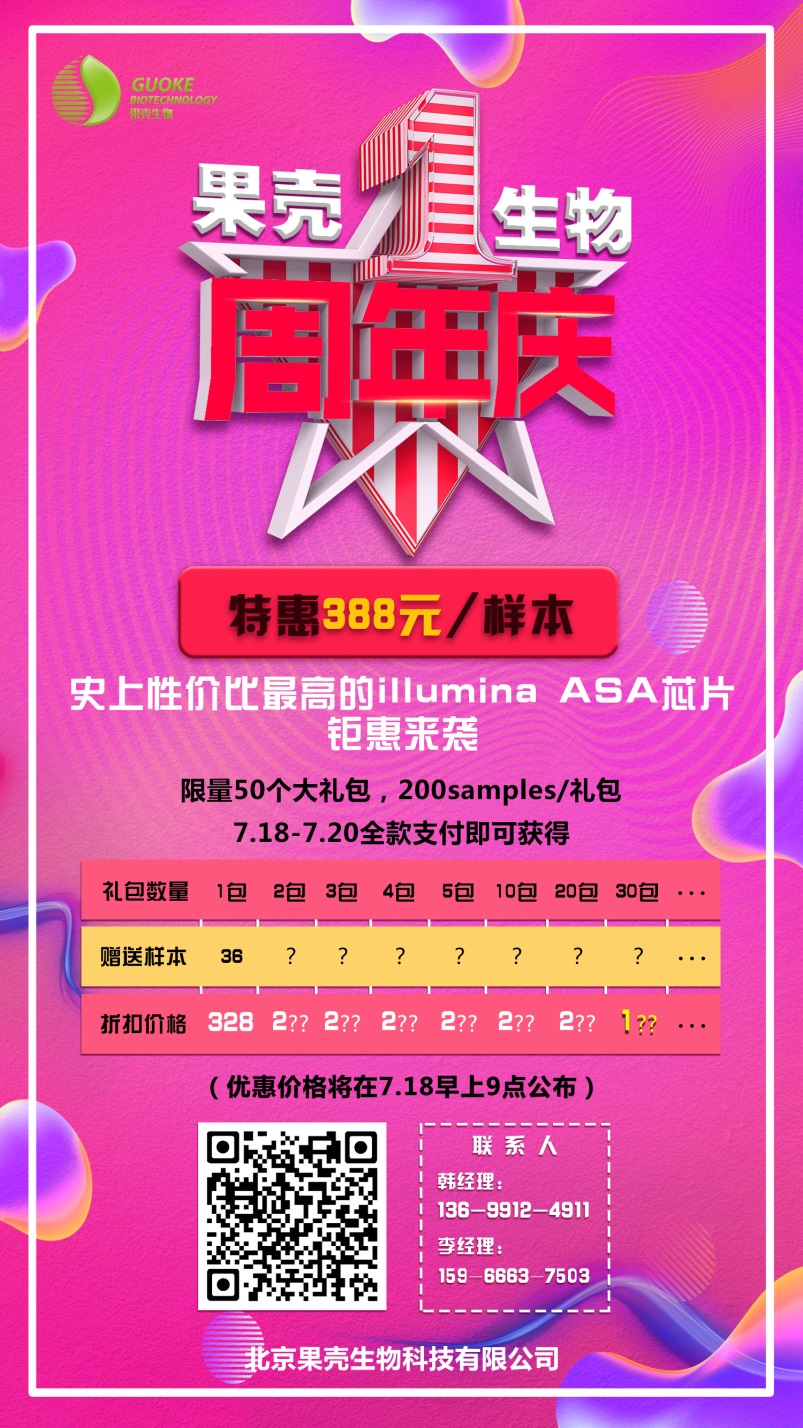 GUOKE
BIOTECHNOLOGY
果壳生物
果壳1生物
周年庆
特惠388元/样本
史上性价比最高的illumina ASA芯片
钜惠来袭
限量50个大礼包，200samples/礼包
7.18-7.20全款支付即可获得
礼包数量 1包 2包 3包 4包 5包 10包 20包 30包 ···
赠送样本 36 ? ? ? ? ? ? ? ···
折扣价格 328 2?? 2?? 2?? 2?? 2?? 2?? 1?? ···
（优惠价格将在7.18早上9点公布）
联系人
韩经理：
136-9912-4911
李经理：
159-6663-7503
北京果壳生物科技有限公司